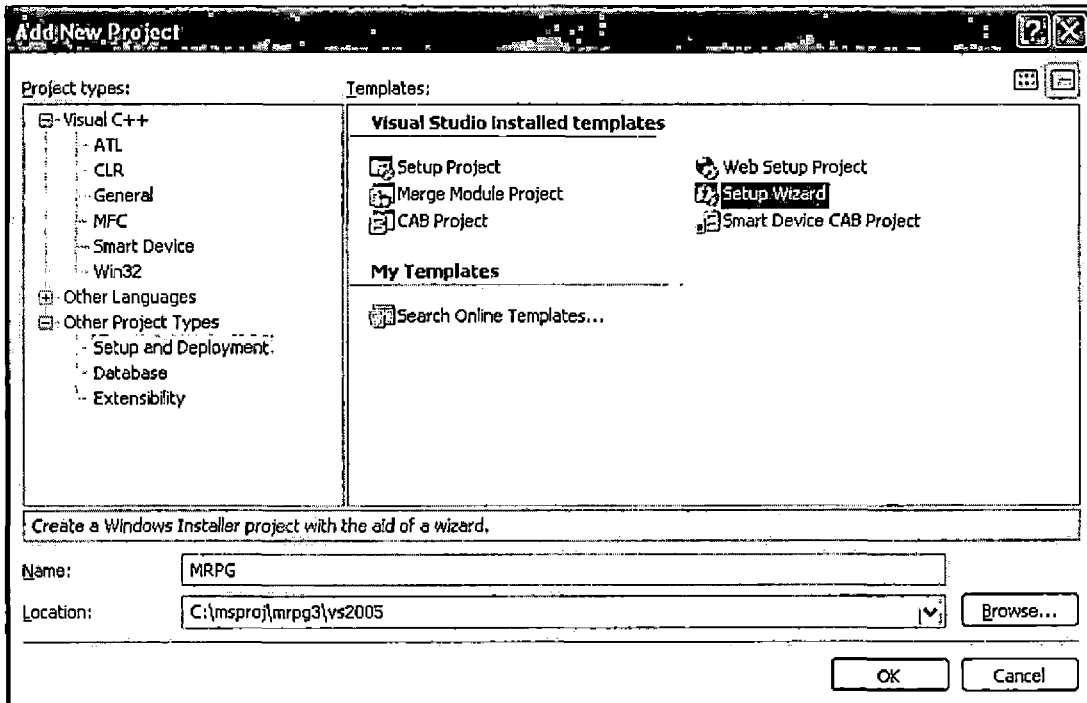 Add New Project
Project types:
Templates:
Visual C++
ATL
CLR
General
MFC
Smart Device
Win32
Other Languages
Other Project Types
Setup and Deployment
Database
Extensibility
Visual Studio installed templates
Setup Project
Merge Module Project
CAB Project
Web Setup Project
Setup Wizard
Smart Device CAB Project
My Templates
Search Online Templates...
Create a Windows Installer project with the aid of a wizard.
Name:
MRPG
Location:
C:\msproj\mrpg3\vs2005
Browse...
OK
Cancel